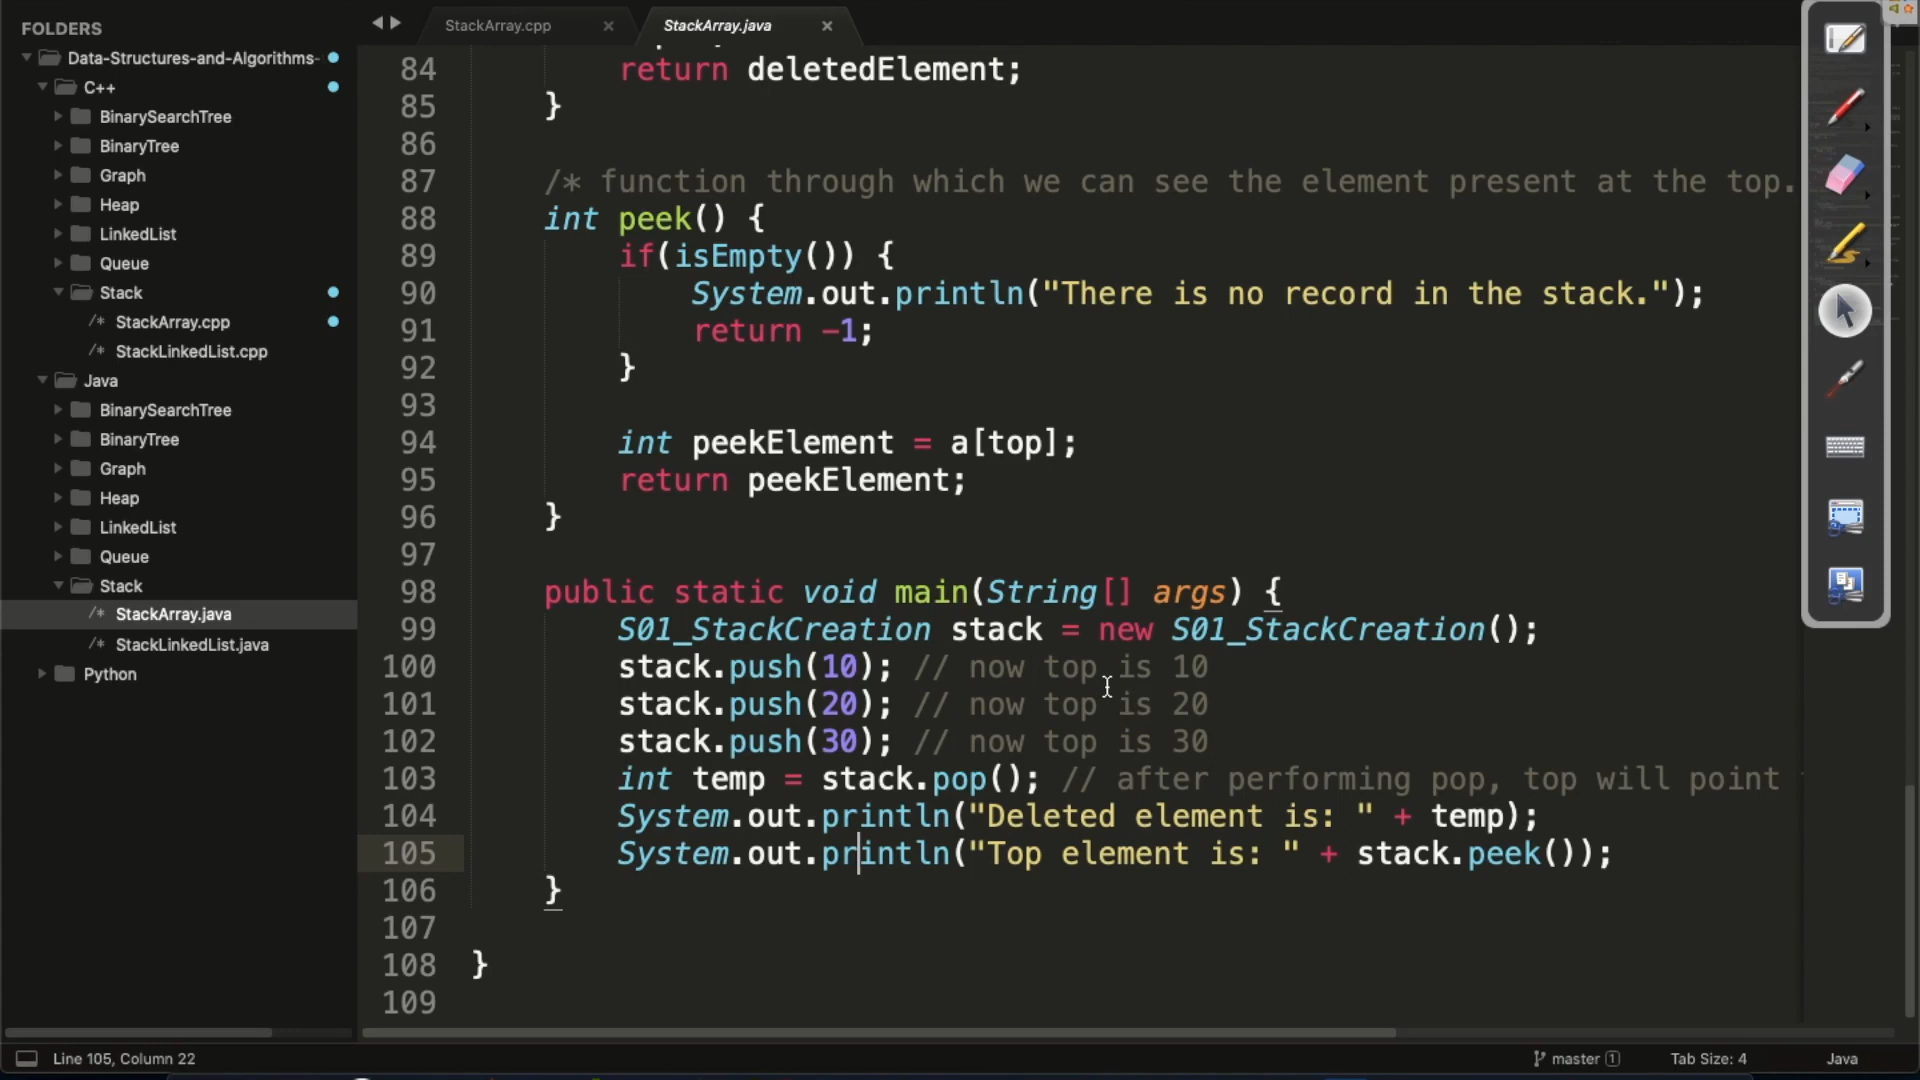 FOLDERS
Data-Structures-and-Algorithms-
C++
BinarySearchTree
BinaryTree
Graph
Heap
LinkedList
Queue
Stack
/* StackArray.cpp
/* StackLinkedList.cpp
Java
BinarySearchTree
BinaryTree
Graph
Heap
LinkedList
Queue
Stack
/* StackArray.java
/* StackLinkedList.java
Python
StackArray.cpp ×
StackArray.java ×
84 return deletedElement;
85 }
86
87 /* function through which we can see the element present at the top.
88 int peek() {
89 if(isEmpty()) {
90 System.out.println("There is no record in the stack.");
91 return -1;
92 }
93
94 int peekElement = a[top];
95 return peekElement;
96 }
97
98 public static void main(String[] args) {
99 S01_StackCreation stack = new S01_StackCreation();
100 stack.push(10); // now top is 10
101 stack.push(20); // now top is 20
102 stack.push(30); // now top is 30
103 int temp = stack.pop(); // after performing pop, top will point
104 System.out.println("Deleted element is: " + temp);
105 System.out.println("Top element is: " + stack.peek());
106 }
107
108 }
109
Line 105, Column 22
master 1
Tab Size: 4
Java